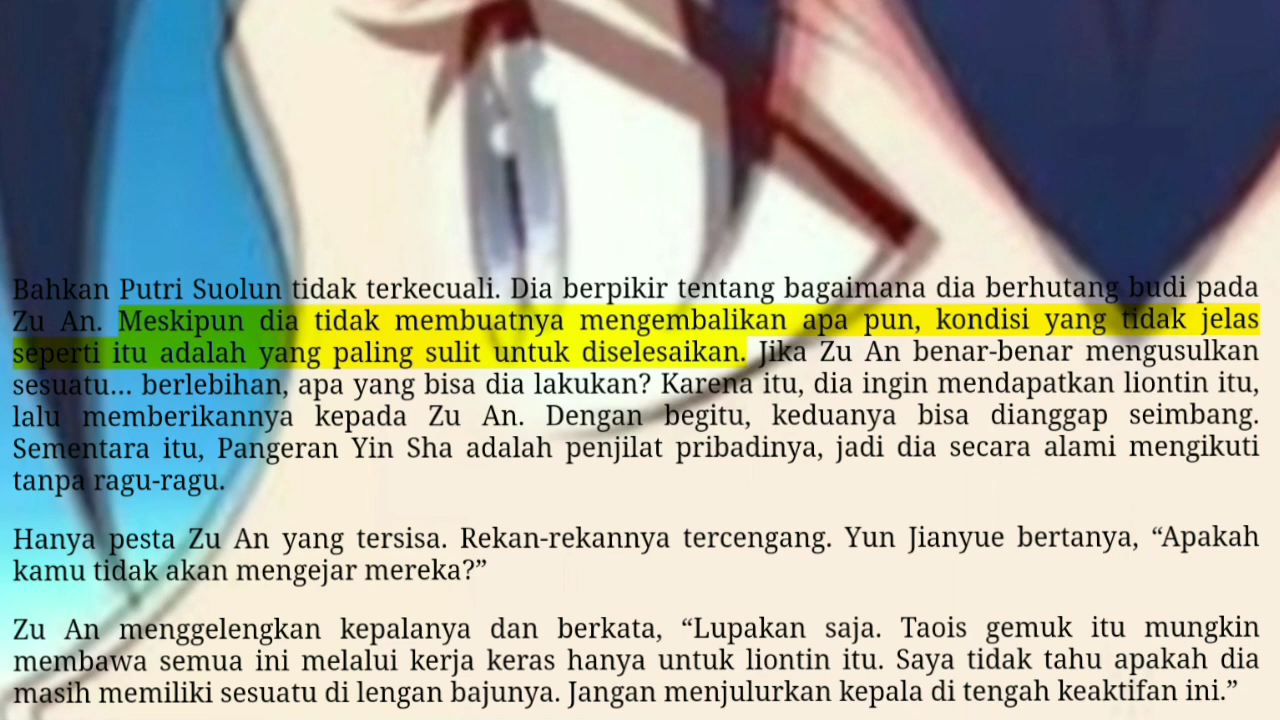 Bahkan Putri Suolun tidak terkecuali. Dia berpikir tentang bagaimana dia berhutang budi pada
Zu An. Meskipun dia tidak membuatnya mengembalikan apa pun, kondisi yang tidak jelas
seperti itu adalah yang paling sulit untuk diselesaikan. Jika Zu An benar-benar mengusulkan
sesuatu... berlebihan, apa yang bisa dia lakukan? Karena itu, dia ingin mendapatkan liontin itu,
lalu memberikannya kepada Zu An. Dengan begitu, keduanya bisa dianggap seimbang.
Sementara itu, Pangeran Yin Sha adalah penjilat pribadinya, jadi dia secara alami mengikuti
tanpa ragu-ragu.
Hanya pesta Zu An yang tersisa. Rekan-rekannya tercengang. Yun Jianyue bertanya, “Apakah
kamu tidak akan mengejar mereka?”
Zu An menggelengkan kepalanya dan berkata, “Lupakan saja. Taois gemuk itu mungkin
membawa semua ini melalui kerja keras hanya untuk liontin itu. Saya tidak tahu apakah dia
masih memiliki sesuatu di lengan bajunya. Jangan menjulurkan kepala di tengah keaktifan ini.”